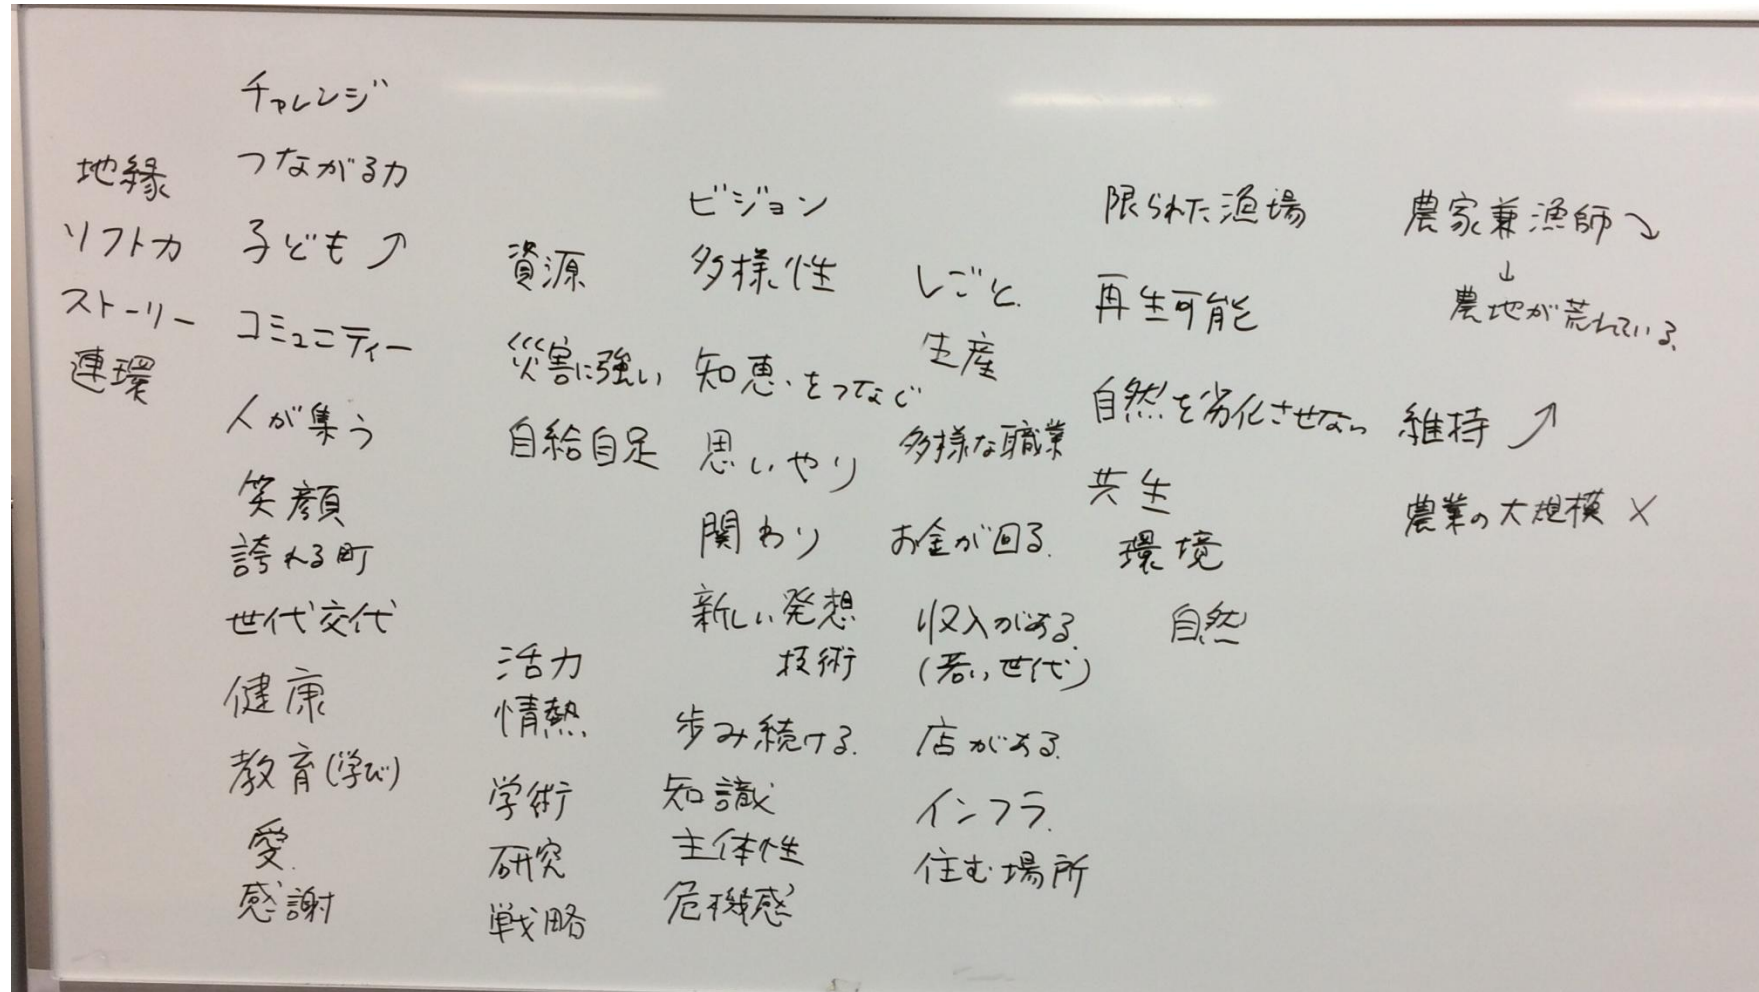 地縁
ソフト力
ストーリー
連環
チャレンジ
つながる力
子ども ↗
コミュニティー
人が集う
笑顔
誇れる町
世代交代
健康
教育(学び)
愛.
感謝
資源
災害に強い
自給自足
活力
情熱
学術
研究
戦略
ビジョン
多様性
知恵をつなぐ
思いやり
関わり
新しい発想
技術
歩み続ける.
知識
主体性
危機感
しごと.
生産
多様な職業
お金が回る.
収入がある.
(若い世代)
店がある.
インフラ.
住む場所
限られた漁場
再生可能
自然を劣化させない
共生
環境
自然
農家兼漁師 ↘
↓
農地が荒れている.
維持 ↗
農業の大規模 ×